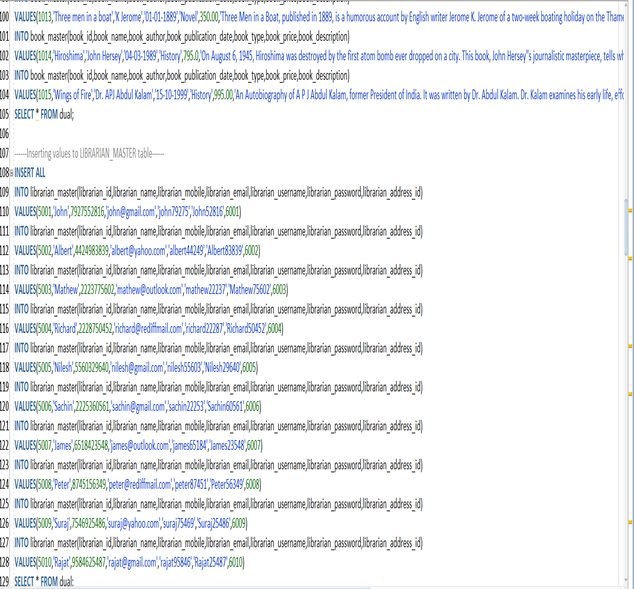 100 VALUES(1013,'Three men in a boat','K Jerome','01-01-1889','Novel',350.00,'Three Men in a Boat, published in 1889, is a humorous account by English writer Jerome K. Jerome of a two-week boating holiday on the Thame
101 INTO book_master(book_id,book_name,book_author,book_publication_date,book_type,book_price,book_description)
102 VALUES(1014,'Hiroshima','John Hersey','04-03-1989','History',795.0,'On August 6, 1945, Hiroshima was destroyed by the first atom bomb ever dropped on a city. This book, John Hersey''s journalistic masterpiece, tells wh
103 INTO book_master(book_id,book_name,book_author,book_publication_date,book_type,book_price,book_description)
104 VALUES(1015,'Wings of Fire','Dr. APJ Abdul Kalam','15-10-1999','History',995.00,'An Autobiography of A P J Abdul Kalam, former President of India. It was written by Dr. Abdul Kalam. Dr. Kalam examines his early life, effo
105 SELECT * FROM dual;
106
107 -----Inserting values to LIBRARIAN_MASTER table-----
108 INSERT ALL
109 INTO librarian_master(librarian_id,librarian_name,librarian_mobile,librarian_email,librarian_username,librarian_password,librarian_address_id)
110 VALUES(5001,'John',7927552816,'john@gmail.com','john79275','John52816',6001)
111 INTO librarian_master(librarian_id,librarian_name,librarian_mobile,librarian_email,librarian_username,librarian_password,librarian_address_id)
112 VALUES(5002,'Albert',4424983839,'albert@yahoo.com','albert44249','Albert83839',6002)
113 INTO librarian_master(librarian_id,librarian_name,librarian_mobile,librarian_email,librarian_username,librarian_password,librarian_address_id)
114 VALUES(5003,'Mathew',2223775602,'mathew@outlook.com','mathew22237','Mathew75602',6003)
115 INTO librarian_master(librarian_id,librarian_name,librarian_mobile,librarian_email,librarian_username,librarian_password,librarian_address_id)
116 VALUES(5004,'Richard',2228750452,'richard@rediffmail.com','richard22287','Richard50452',6004)
117 INTO librarian_master(librarian_id,librarian_name,librarian_mobile,librarian_email,librarian_username,librarian_password,librarian_address_id)
118 VALUES(5005,'Nilesh',5560329640,'nilesh@gmail.com','nilesh55603','Nilesh29640',6005)
119 INTO librarian_master(librarian_id,librarian_name,librarian_mobile,librarian_email,librarian_username,librarian_password,librarian_address_id)
120 VALUES(5006,'Sachin',2225360561,'sachin@gmail.com','sachin22253','Sachin60561',6006)
121 INTO librarian_master(librarian_id,librarian_name,librarian_mobile,librarian_email,librarian_username,librarian_password,librarian_address_id)
122 VALUES(5007,'James',6518423548,'james@outlook.com','james65184','James23548',6007)
123 INTO librarian_master(librarian_id,librarian_name,librarian_mobile,librarian_email,librarian_username,librarian_password,librarian_address_id)
124 VALUES(5008,'Peter',8745156349,'peter@rediffmail.com','peter87451','Peter56349',6008)
125 INTO librarian_master(librarian_id,librarian_name,librarian_mobile,librarian_email,librarian_username,librarian_password,librarian_address_id)
126 VALUES(5009,'Suraj',7546925486,'suraj@yahoo.com','suraj75469','Suraj25486',6009)
127 INTO librarian_master(librarian_id,librarian_name,librarian_mobile,librarian_email,librarian_username,librarian_password,librarian_address_id)
128 VALUES(5010,'Rajat',9584625487,'rajat@gmail.com','rajat95846','Rajat25487',6010)
129 SELECT * FROM dual;